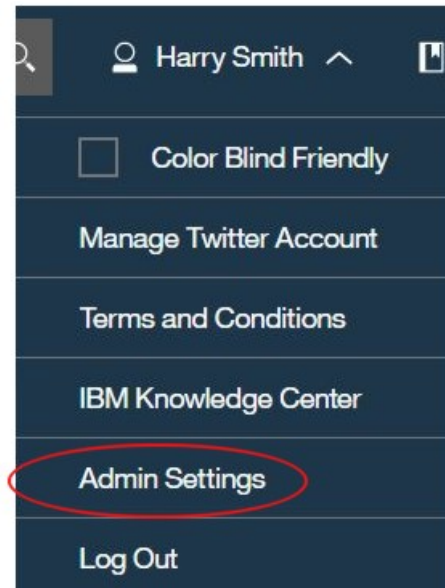 Harry Smith
Color Blind Friendly
Manage Twitter Account
Terms and Conditions
IBM Knowledge Center
Admin Settings
Log Out